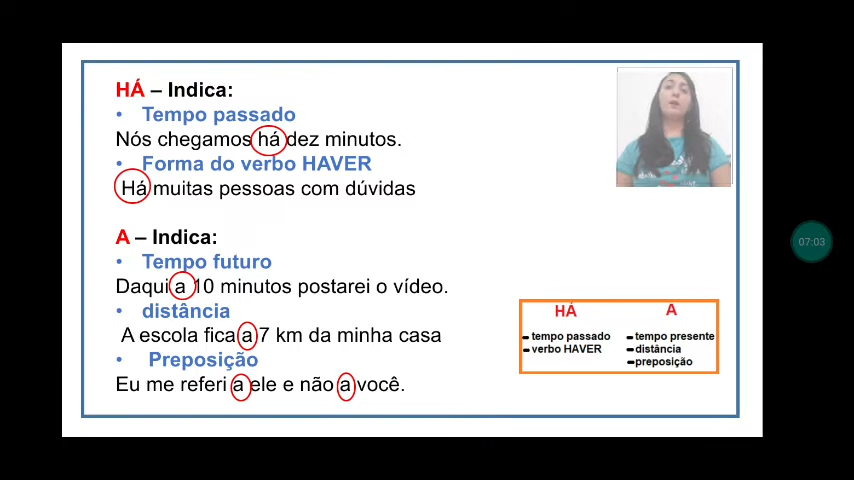 HÁ – Indica:
• Tempo passado
Nós chegamos há dez minutos.
• Forma do verbo HAVER
Há muitas pessoas com dúvidas
A – Indica:
• Tempo futuro
Daqui a 10 minutos postarei o vídeo.
• distância
A escola fica a 7 km da minha casa
• Preposição
Eu me referi a ele e não a você.
HÁ
- tempo passado
- verbo HAVER
A
- tempo presente
- distância
- preposição
07:03